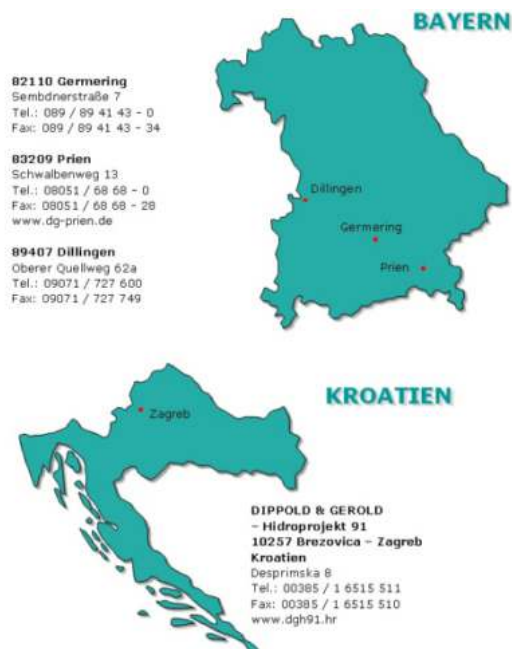 BAYERN
82110 Germering
Sembdnerstraße 7
Tel.: 089 / 89 41 43 - 0
Fax: 089 / 89 41 43 - 34
83209 Prien
Schwalbenweg 13
Tel.: 08051 / 68 68 - 0
Fax: 08051 / 68 68 - 28
www.dg-prien.de
89407 Dillingen
Oberer Quellweg 62a
Tel.: 09071 / 727 600
Fax: 09071 / 727 749
Dillingen
Germering
Prien
KROATIEN
Zagreb
DIPPOLD & GEROLD
– Hidroprojekt 91
10257 Brezovica – Zagreb
Kroatien
Desprimska 8
Tel.: 00385 / 1 6515 511
Fax: 00385 / 1 6515 510
www.dgh91.hr